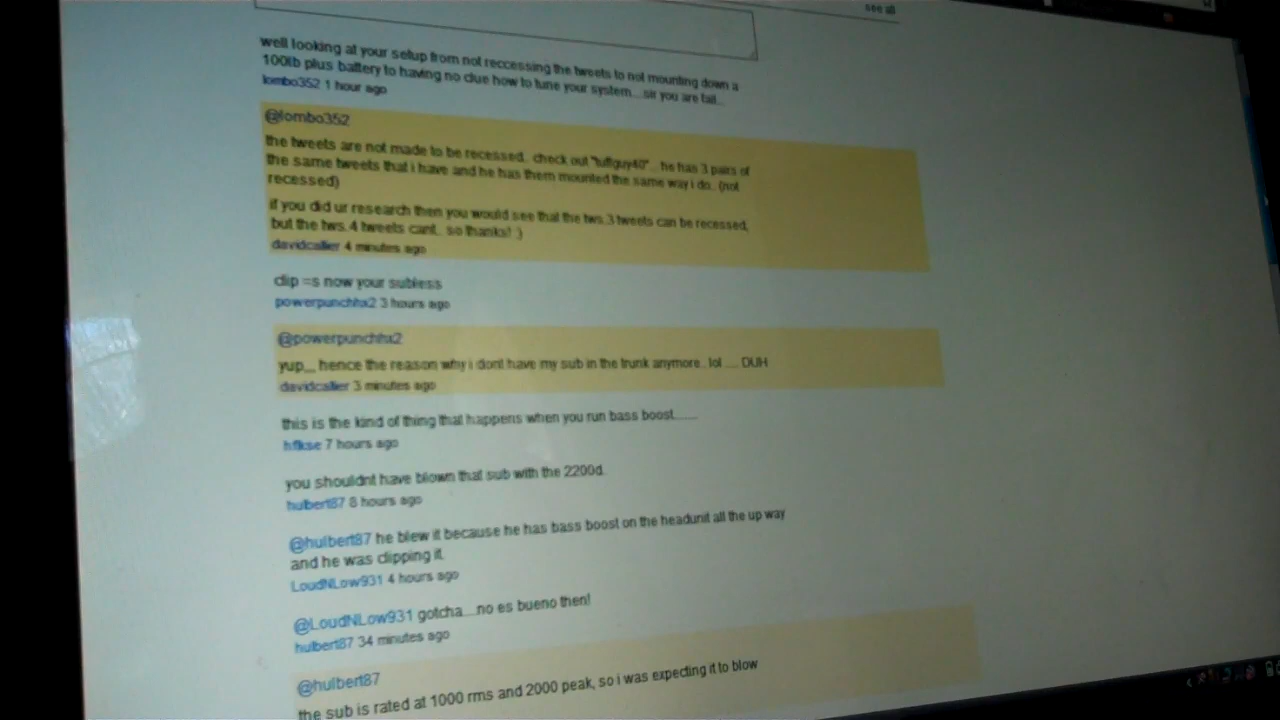 see all
well looking at your setup from not reccessing the tweets to not mounting down a
100lb plus battery to having no clue how to tune your system....sir you are fail...
lombo352 1 hour ago
@lombo352
the tweets are not made to be recessed.. check out "tuffguy40".. he has 3 pairs of
the same tweets that i have and he has them mounted the same way i do.. (not
recessed)
if you did ur research then you would see that the tws.3 tweets can be recessed,
but the tws.4 tweets cant.. so thanks! :)
davidcallier 4 minutes ago
clip =s now your subless
powerpunchhx2 3 hours ago
@powerpunchhx2
yup,,,, hence the reason why i dont have my sub in the trunk anymore.. lol ..... DUH
davidcallier 3 minutes ago
this is the kind of thing that happens when you run bass boost.......
7 hours ago
you shouldnt have blown that sub with the 2200d.
hulbert87 8 hours ago
@hulbert87 he blew it because he has bass boost on the headunit all the up way
and he was clipping it.
LoudNLow931 4 hours ago
@LoudNLow931 gotcha....no es bueno then!
hulbert87 34 minutes ago
@hulbert87
the sub is rated at 1000 rms and 2000 peak, so i was expecting it to blow